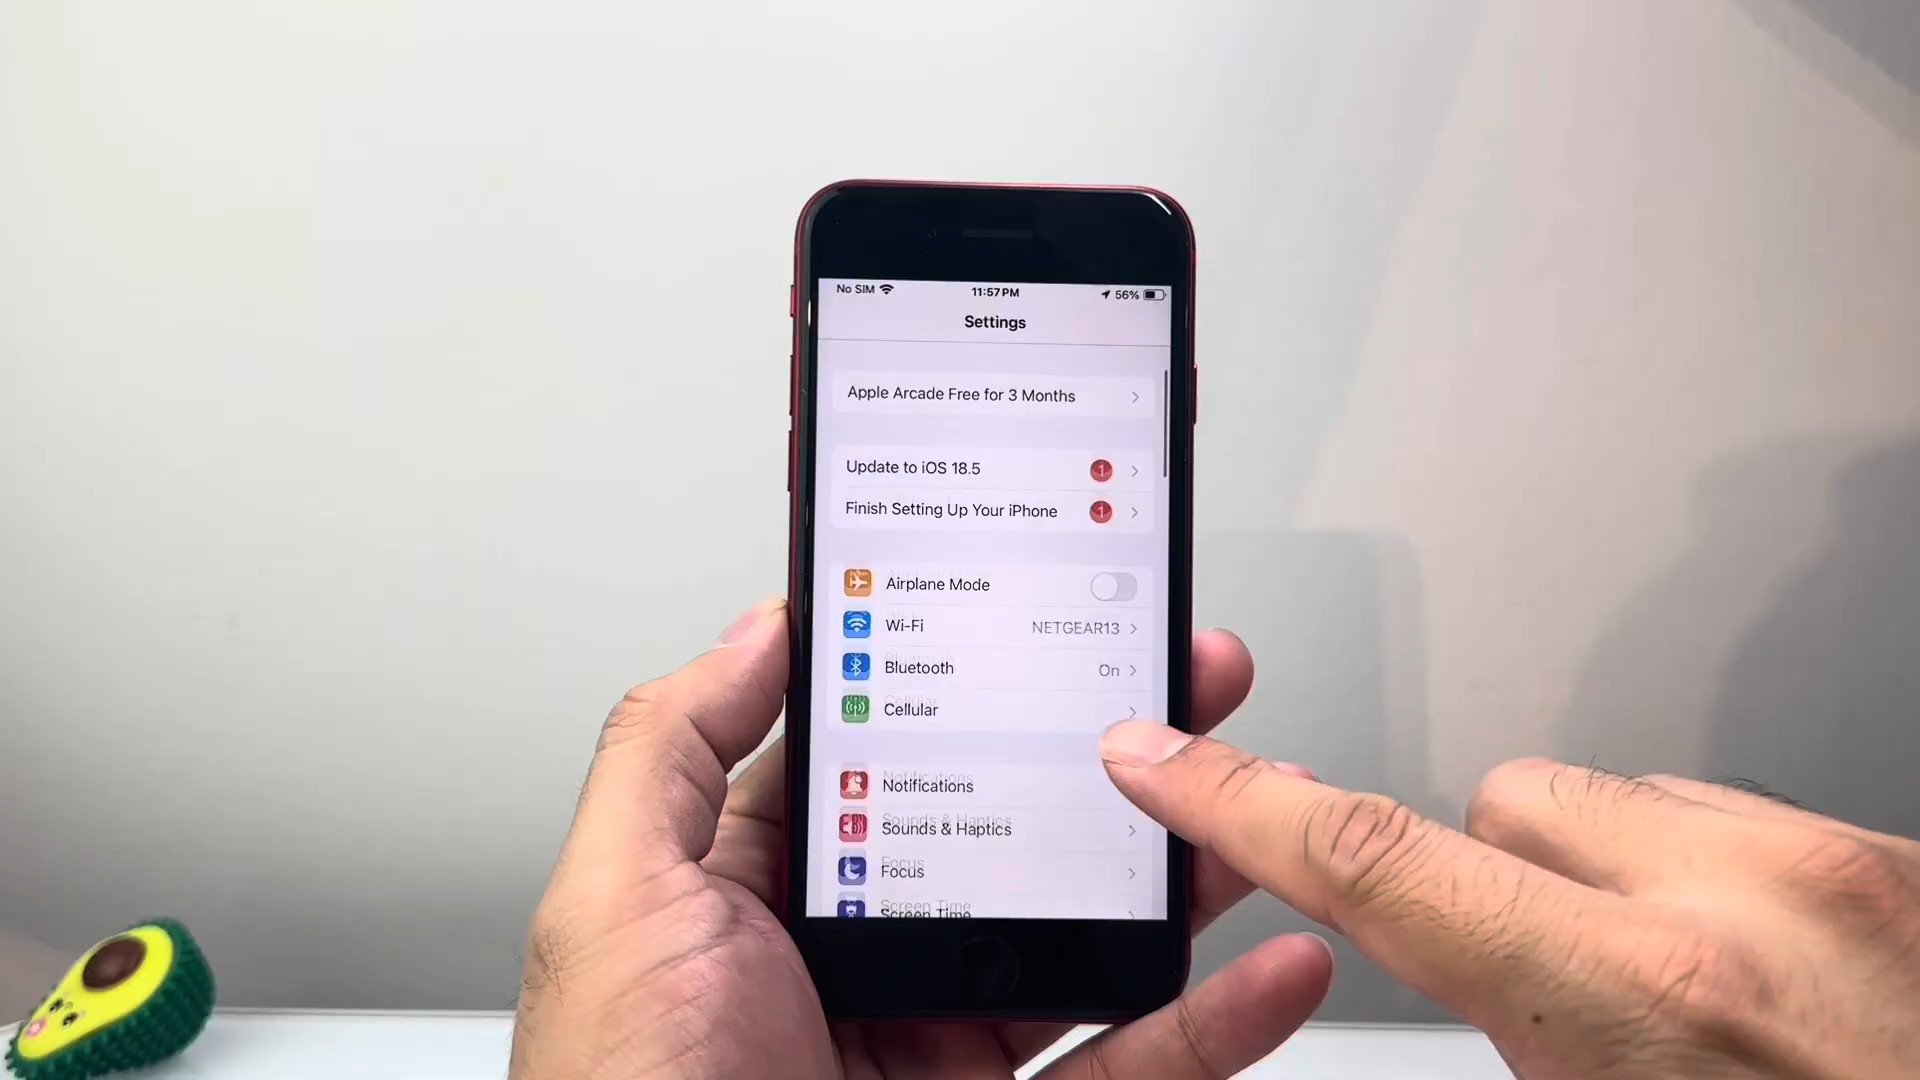 No SIM 11:57 PM 56%
Settings
Apple Arcade Free for 3 Months
Update to iOS 18.5 1
Finish Setting Up Your iPhone 1
Airplane Mode
Wi-Fi NETGEAR13
Bluetooth On
Cellular
Notifications
Sounds & Haptics
Focus
Screen Time